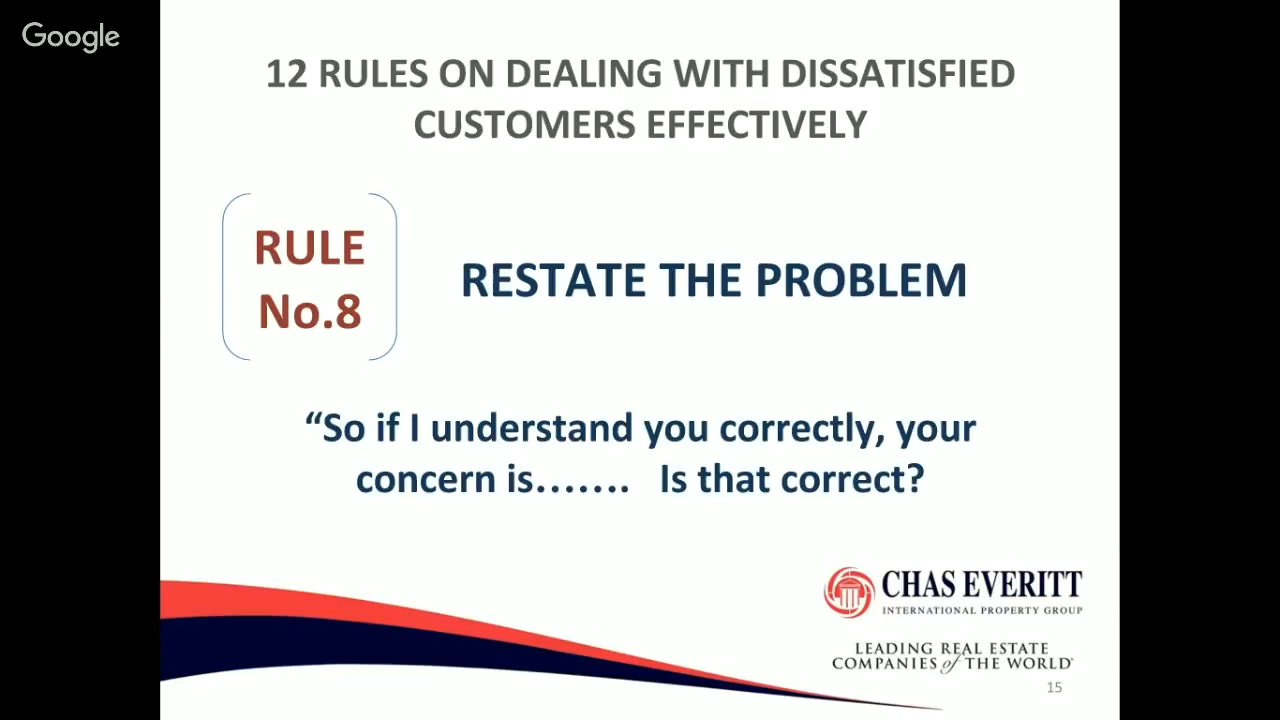 Google
12 RULES ON DEALING WITH DISSATISFIED
CUSTOMERS EFFECTIVELY
RULE
No.8
RESTATE THE PROBLEM
“So if I understand you correctly, your
concern is....... Is that correct?
CHAS EVERITT
INTERNATIONAL PROPERTY GROUP
LEADING REAL ESTATE
COMPANIES of THE WORLD
15